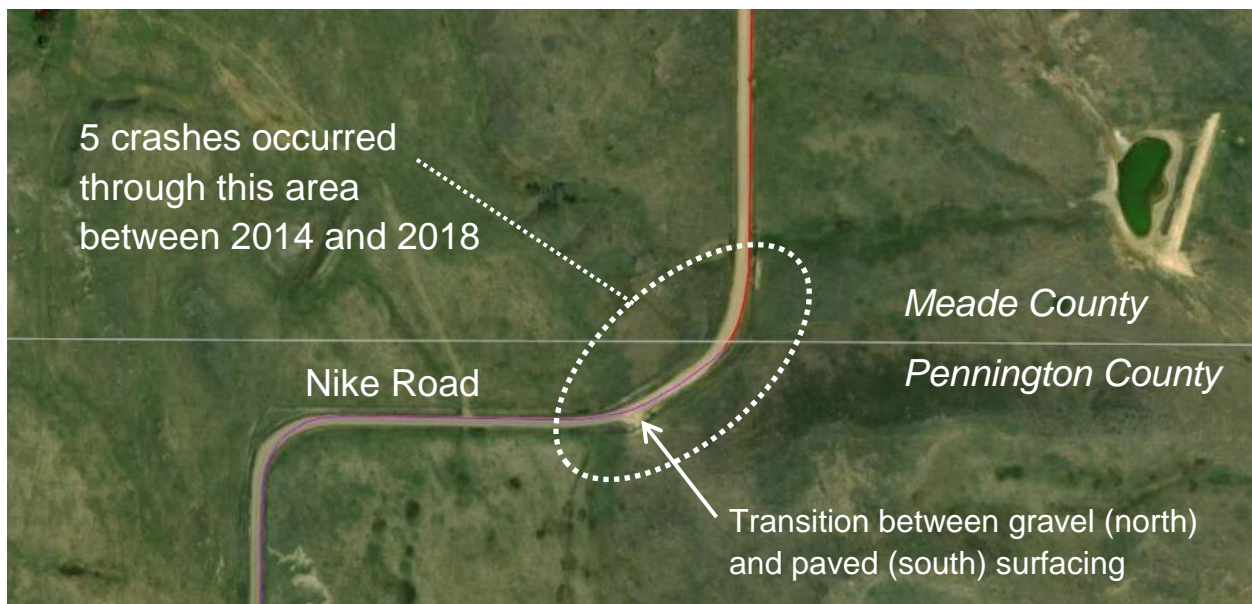 5 crashes occurred
through this area
between 2014 and 2018
Meade County
Nike Road
Pennington County
Transition between gravel (north)
and paved (south) surfacing